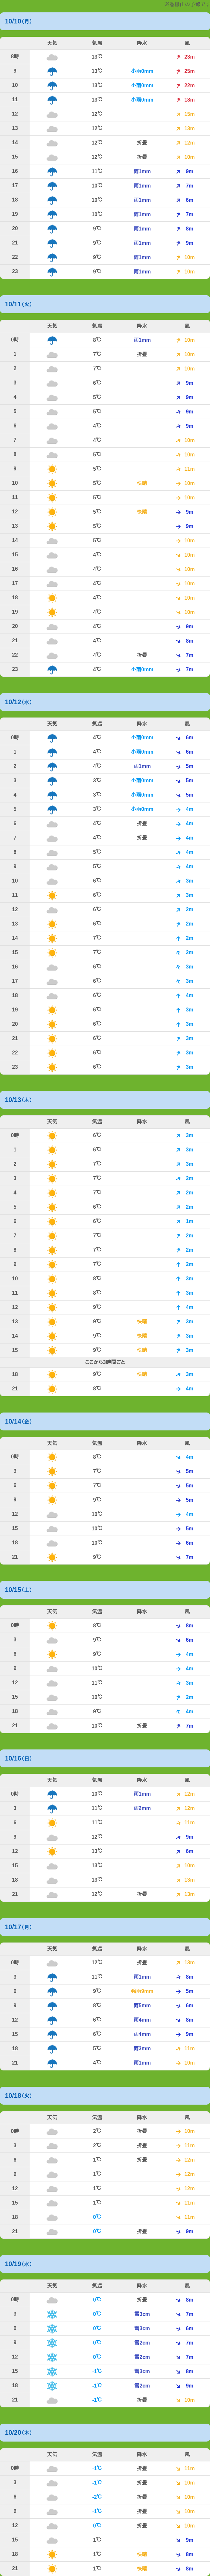 10/10(月)
天気 気温 降水 風
8時 13℃ 23m
9 13℃ 小雨0mm 25m
10 13℃ 小雨0mm 22m
11 13℃ 小雨0mm 18m
12 12℃ 15m
13 12℃ 13m
14 12℃ 折畳 12m
15 12℃ 折畳 10m
16 11℃ 雨1mm 9m
17 10℃ 雨1mm 7m
18 10℃ 雨1mm 6m
19 10℃ 雨1mm 7m
20 9℃ 雨1mm 8m
21 9℃ 雨1mm 9m
22 9℃ 雨1mm 10m
23 9℃ 雨1mm 10m
10/11(火)
天気 気温 降水 風
0時 8℃ 雨1mm 10m
1 7℃ 折畳 10m
2 7℃ 10m
3 6℃ 9m
4 5℃ 9m
5 5℃ 9m
6 4℃ 9m
7 4℃ 10m
8 5℃ 10m
9 5℃ 11m
10 5℃ 快晴 10m
11 5℃ 10m
12 5℃ 快晴 9m
13 5℃ 9m
14 5℃ 10m
15 4℃ 10m
16 4℃ 10m
17 4℃ 10m
18 4℃ 10m
19 4℃ 10m
20 4℃ 9m
21 4℃ 8m
22 4℃ 折畳 7m
23 4℃ 小雨0mm 7m
10/12(水)
天気 気温 降水 風
0時 4℃ 小雨0mm 6m
1 4℃ 小雨0mm 6m
2 4℃ 雨1mm 5m
3 3℃ 小雨0mm 5m
4 3℃ 小雨0mm 5m
5 3℃ 小雨0mm 4m
6 4℃ 折畳 4m
7 4℃ 折畳 4m
8 5℃ 4m
9 5℃ 4m
10 6℃ 3m
11 6℃ 3m
12 6℃ 2m
13 6℃ 2m
14 7℃ 2m
15 7℃ 2m
16 6℃ 3m
17 6℃ 3m
18 6℃ 4m
19 6℃ 3m
20 6℃ 3m
21 6℃ 3m
22 6℃ 3m
23 6℃ 3m
10/13(木)
天気 気温 降水 風
0時 6℃ 3m
1 6℃ 3m
2 7℃ 3m
3 7℃ 2m
4 7℃ 2m
5 6℃ 2m
6 6℃ 1m
7 7℃ 2m
8 7℃ 2m
9 7℃ 2m
10 8℃ 3m
11 8℃ 3m
12 9℃ 4m
13 9℃ 快晴 3m
14 9℃ 快晴 3m
15 9℃ 快晴 3m
ここから3時間ごと
18 9℃ 快晴 3m
21 8℃ 4m
10/14(金)
天気 気温 降水 風
0時 8℃ 4m
3 7℃ 5m
6 7℃ 5m
9 9℃ 5m
12 10℃ 4m
15 10℃ 5m
18 10℃ 6m
21 9℃ 7m
10/15(土)
天気 気温 降水 風
0時 8℃ 8m
3 9℃ 6m
6 9℃ 4m
9 10℃ 4m
12 11℃ 3m
15 10℃ 2m
18 9℃ 4m
21 10℃ 折畳 7m
10/16(日)
天気 気温 降水 風
0時 10℃ 雨1mm 12m
3 11℃ 雨2mm 12m
6 11℃ 11m
9 12℃ 9m
12 13℃ 6m
15 13℃ 10m
18 13℃ 13m
21 12℃ 折畳 13m
10/17(月)
天気 気温 降水 風
0時 12℃ 折畳 13m
3 11℃ 雨1mm 8m
6 9℃ 5m
9 8℃ 雨5mm 6m
12 6℃ 雨4mm 8m
15 6℃ 雨4mm 9m
18 5℃ 雨3mm 11m
21 4℃ 雨1mm 10m
10/18(火)
天気 気温 降水 風
0時 2℃ 折畳 10m
3 2℃ 折畳 11m
6 1℃ 折畳 12m
9 1℃ 12m
12 1℃ 12m
15 1℃ 11m
18 0℃ 11m
21 0℃ 折畳 9m
10/19(水)
天気 気温 降水 風
0時 0℃ 折畳 8m
3 0℃ 雪3cm 7m
6 0℃ 雪3cm 6m
9 0℃ 雪2cm 7m
12 0℃ 雪2cm 7m
15 -1℃ 雪3cm 8m
18 -1℃ 雪2cm 9m
21 -1℃ 折畳 10m
10/20(木)
天気 気温 降水 風
0時 -1℃ 折畳 11m
3 -1℃ 折畳 10m
6 -2℃ 折畳 10m
9 -1℃ 折畳 10m
12 0℃ 折畳 10m
15 1℃ 9m
18 1℃ 快晴 8m
21 1℃ 快晴 8m